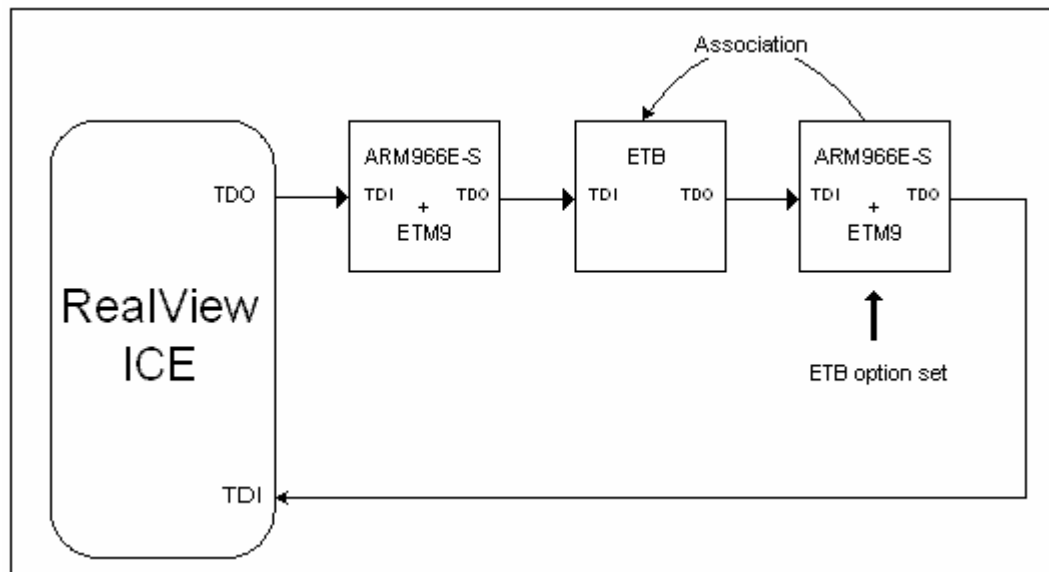 Association
ARM966E-S
TDI TDO
+
ETM9
ETB
TDI TDO
ARM966E-S
TDI TDO
+
ETM9
TDO
RealView
ICE
ETB option set
TDI